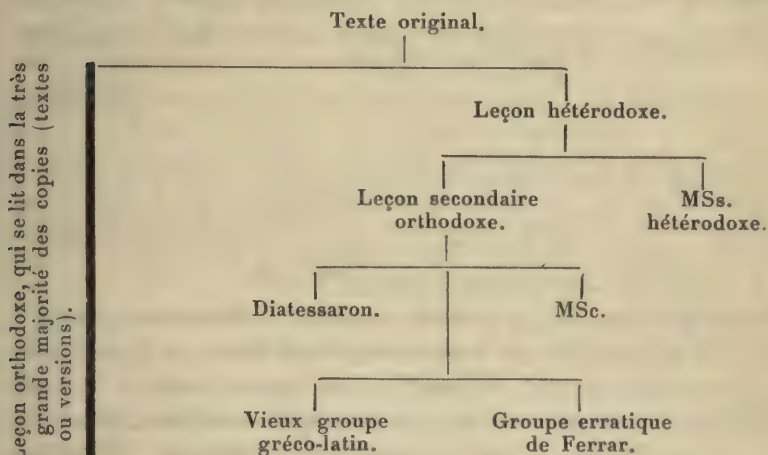 Texte original.
Leçon orthodoxe, qui se lit dans la très
grande majorité des copies (textes
ou versions).
Leçon hétérodoxe.
Leçon secondaire
orthodoxe.
MSs.
hétérodoxe.
Diatessaron.
MSc.
Vieux groupe
gréco-latin.
Groupe erratique
de Ferrar.